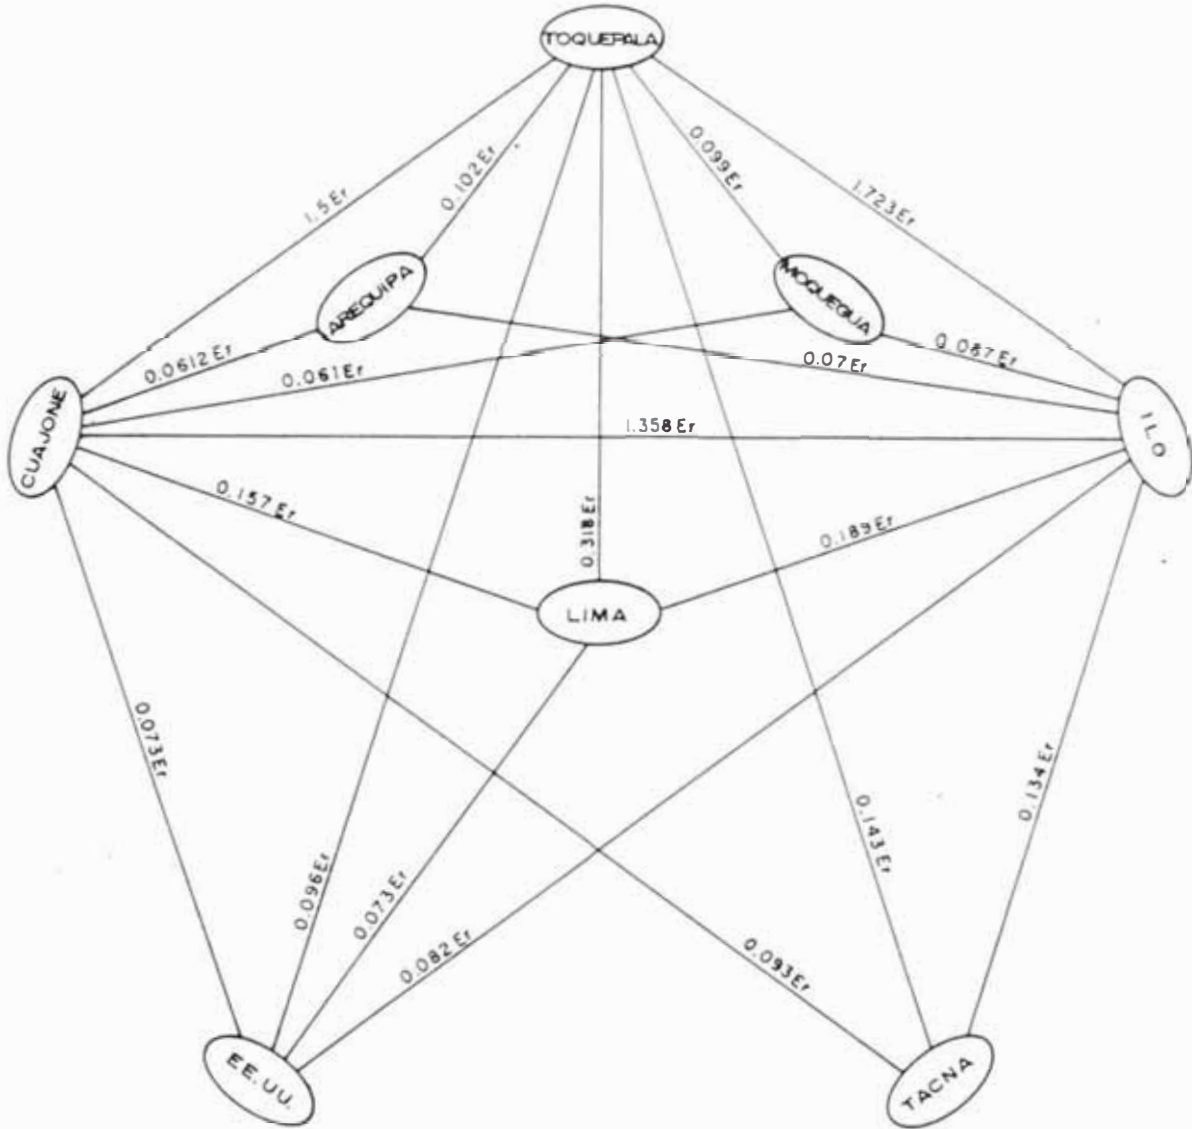 TOQUEPALA
1.5 Er
0.102 Er
0.099 Er
1.723 Er
AREQUIPA
MOQUEGUA
0.0612 Er
0.061 Er
0.07 Er
0.087 Er
CUAJONE
1.358 Er
ILO
0.157 Er
0.318 Er
0.189 Er
LIMA
0.073 Er
0.096 Er
0.073 Er
0.082 Er
0.093 Er
0.143 Er
0.134 Er
EE.UU.
TACNA